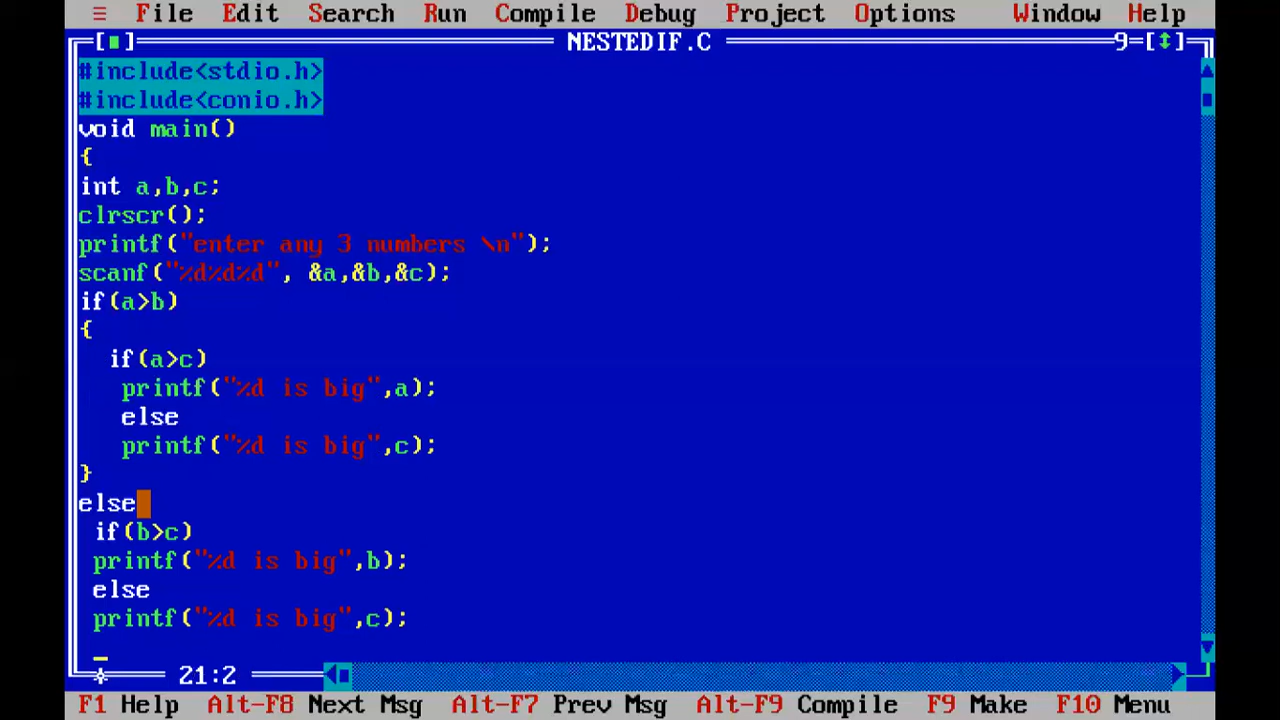 ≡ File Edit Search Run Compile Debug Project Options Window Help
[■] NESTEDIF.C 9=[↕]
#include<stdio.h>
#include<conio.h>
void main()
{
int a,b,c;
clrscr();
printf("enter any 3 numbers \n");
scanf("%d%d%d", &a,&b,&c);
if(a>b)
{
if(a>c)
printf("%d is big",a);
else
printf("%d is big",c);
}
else
if(b>c)
printf("%d is big",b);
else
printf("%d is big",c);
21:2
F1 Help Alt-F8 Next Msg Alt-F7 Prev Msg Alt-F9 Compile F9 Make F10 Menu